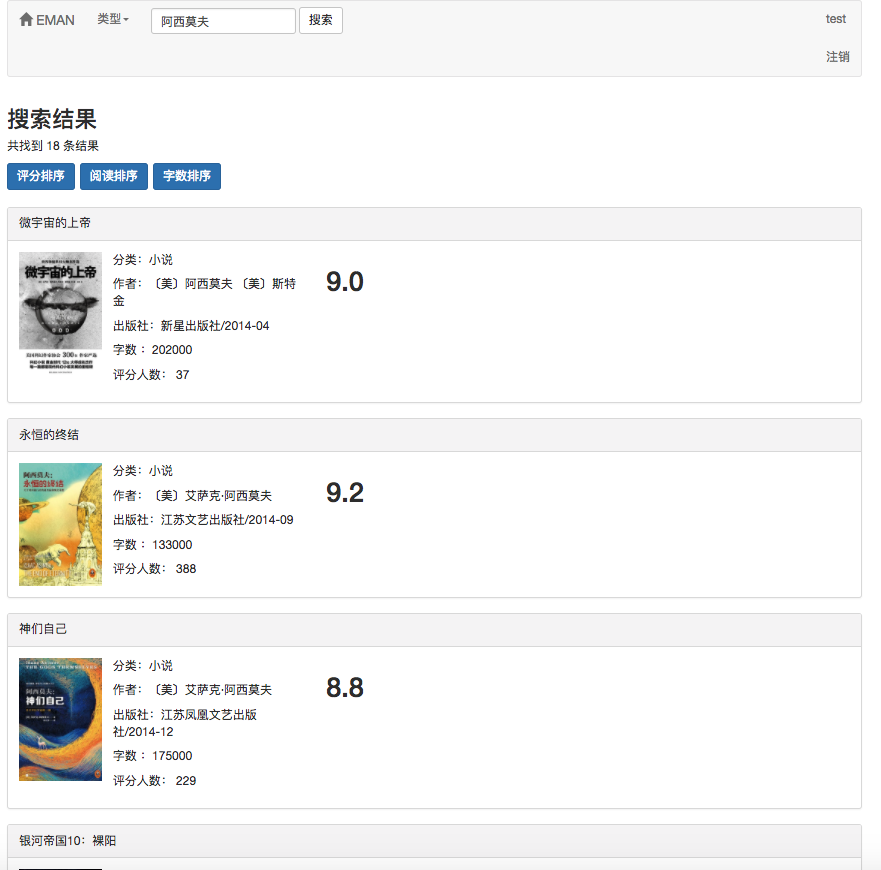 EMAN 类型 阿西莫夫 搜索 test
注销
搜索结果
共找到 18 条结果
评分排序 阅读排序 字数排序
微宇宙的上帝
微宇宙的上帝
分类：小说
作者：〔美〕阿西莫夫 〔美〕斯特
金
出版社：新星出版社/2014-04
字数 ：202000
评分人数： 37
9.0
永恒的终结
阿西莫夫：
永恒的终结
分类：小说
作者：〔美〕艾萨克·阿西莫夫
出版社：江苏文艺出版社/2014-09
字数 ：133000
评分人数： 388
9.2
神们自己
THE GODS THEMSELVES
阿西莫夫：
神们自己
分类：小说
作者：〔美〕艾萨克·阿西莫夫
出版社：江苏凤凰文艺出版
社/2014-12
字数 ：175000
评分人数： 229
8.8
银河帝国10：裸阳